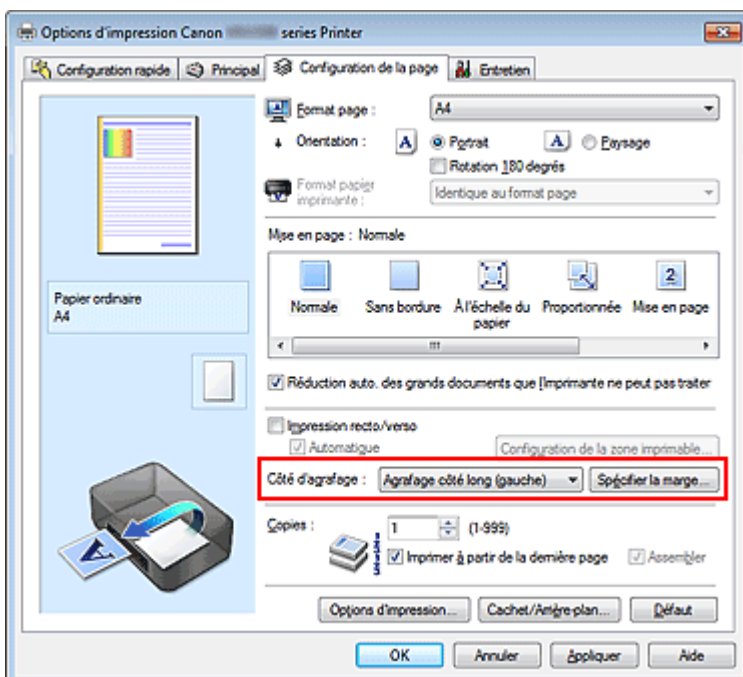 Options d'impression Canon series Printer
Configuration rapide Principal Configuration de la page Entretien
Format page : A4
Orientation : A Portrait A Paysage
Rotation 180 degrés
Format papier
imprimante : Identique au format page
Mise en page : Normale
Normale Sans bordure À l'échelle du papier Proportionnée Mise en page
Papier ordinaire
A4
Réduction auto. des grands documents que l'imprimante ne peut pas traiter
Impression recto/verso
Automatique Configuration de la zone imprimable...
Côté d'agrafage : Agrafage côté long (gauche) Spécifier la marge...
Copies : 1 (1-999)
Imprimer à partir de la dernière page Assembler
Options d'impression... Cachet/Arrière-plan... Défaut
OK Annuler Appliquer Aide